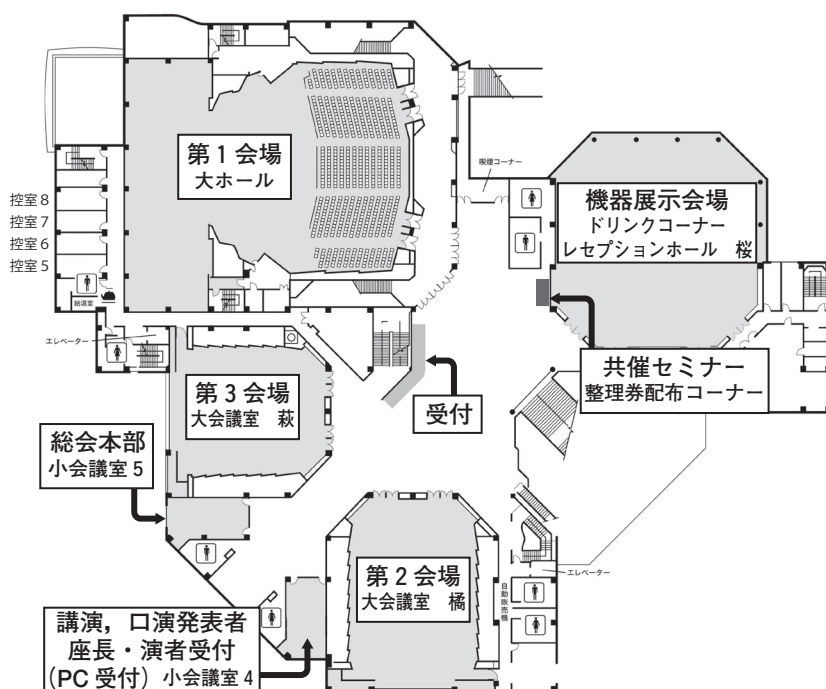 第1会場
大ホール
喫煙コーナー
機器展示会場
ドリンクコーナー
レセプションホール 桜
控室8
控室7
控室6
控室5
給湯室
エレベーター
共催セミナー
整理券配布コーナー
第3会場
大会議室 萩
受付
総会本部
小会議室5
第2会場
大会議室 橘
エレベーター
自動販売機
講演，口演発表者
座長・演者受付
(PC受付) 小会議室4